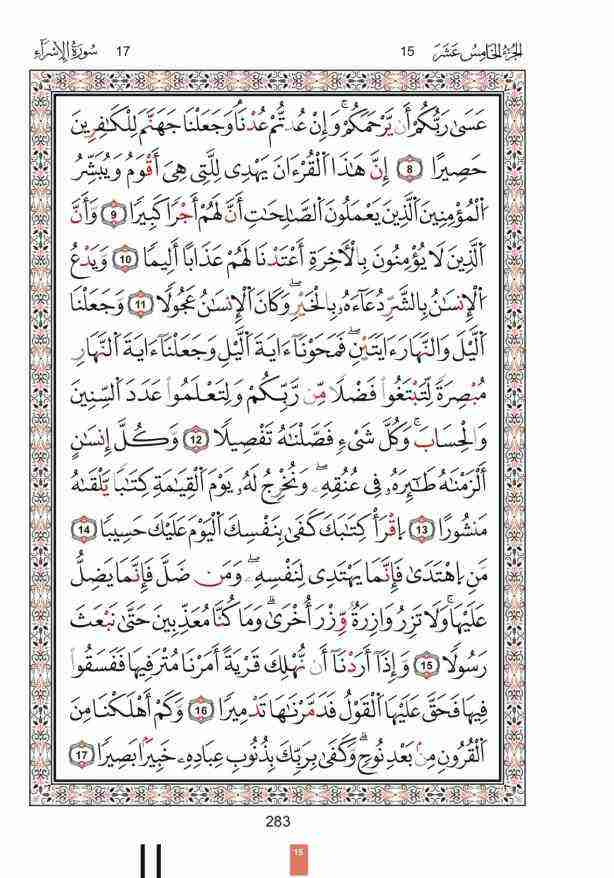 الجزء الخامس عشر 15 17 سورة الإسراء
عَسَىٰ رَبُّكُمْ أَن يَرْحَمَكُمْ ۚ وَإِنْ عُدتُّمْ عُدْنَا ۘ وَجَعَلْنَا جَهَنَّمَ لِلْكَافِرِينَ
حَصِيرًا 8 إِنَّ هَٰذَا الْقُرْءَانَ يَهْدِي لِلَّتِي هِيَ أَقْوَمُ وَيُبَشِّرُ
الْمُؤْمِنِينَ الَّذِينَ يَعْمَلُونَ الصَّالِحَاتِ أَنَّ لَهُمْ أَجْرًا كَبِيرًا 9 وَأَنَّ
الَّذِينَ لَا يُؤْمِنُونَ بِالْآخِرَةِ أَعْتَدْنَا لَهُمْ عَذَابًا أَلِيمًا 10 وَيَدْعُ
الْإِنسَانُ بِالشَّرِّ دُعَاءَهُ بِالْخَيْرِ ۖ وَكَانَ الْإِنسَانُ عَجُولًا 11 وَجَعَلْنَا
اللَّيْلَ وَالنَّهَارَ ءَايَتَيْنِ ۖ فَمَحَوْنَا ءَايَةَ اللَّيْلِ وَجَعَلْنَا ءَايَةَ النَّهَارِ
مُبْصِرَةً لِّتَبْتَغُوا فَضْلًا مِّن رَّبِّكُمْ وَلِتَعْلَمُوا عَدَدَ السِّنِينَ
وَالْحِسَابَ ۚ وَكُلَّ شَيْءٍ فَصَّلْنَاهُ تَفْصِيلًا 12 وَكُلَّ إِنسَانٍ
أَلْزَمْنَاهُ طَائِرَهُ فِي عُنُقِهِ ۖ وَنُخْرِجُ لَهُ يَوْمَ الْقِيَامَةِ كِتَابًا يَلْقَاهُ
مَنشُورًا 13 اقْرَأْ كِتَابَكَ كَفَىٰ بِنَفْسِكَ الْيَوْمَ عَلَيْكَ حَسِيبًا 14
مَنِ اهْتَدَىٰ فَإِنَّمَا يَهْتَدِي لِنَفْسِهِ ۖ وَمَن ضَلَّ فَإِنَّمَا يَضِلُّ
عَلَيْهَا ۚ وَلَا تَزِرُ وَازِرَةٌ وِزْرَ أُخْرَىٰ ۗ وَمَا كُنَّا مُعَذِّبِينَ حَتَّىٰ نَبْعَثَ
رَسُولًا 15 وَإِذَا أَرَدْنَا أَن نُّهْلِكَ قَرْيَةً أَمَرْنَا مُتْرَفِيهَا فَفَسَقُوا
فِيهَا فَحَقَّ عَلَيْهَا الْقَوْلُ فَدَمَّرْنَاهَا تَدْمِيرًا 16 وَكَمْ أَهْلَكْنَا مِنَ
الْقُرُونِ مِن بَعْدِ نُوحٍ ۗ وَكَفَىٰ بِرَبِّكَ بِذُنُوبِ عِبَادِهِ خَبِيرًا بَصِيرًا 17
283
15